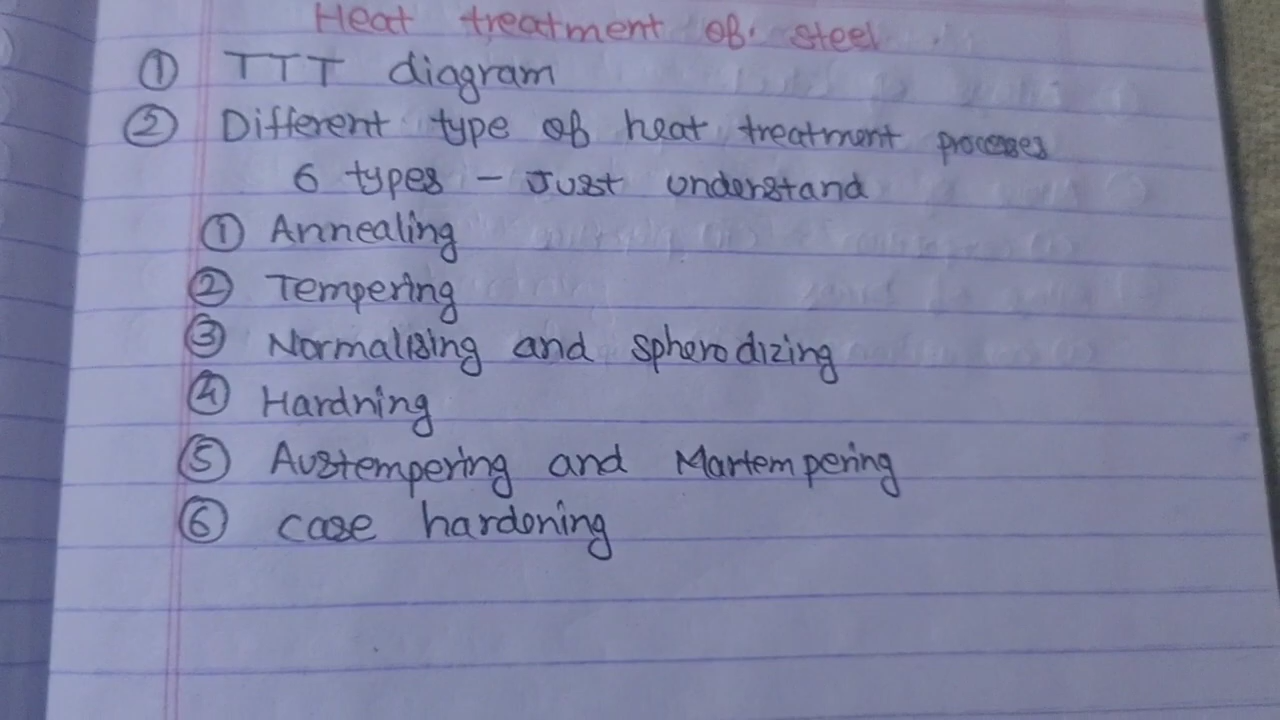 Heat treatment of steel
① TTT diagram
② Different type of heat treatment processes
6 types - Just understand
① Annealing
② Tempering
③ Normalising and spherodizing
④ Hardning
⑤ Austempering and Martempering
⑥ case hardening